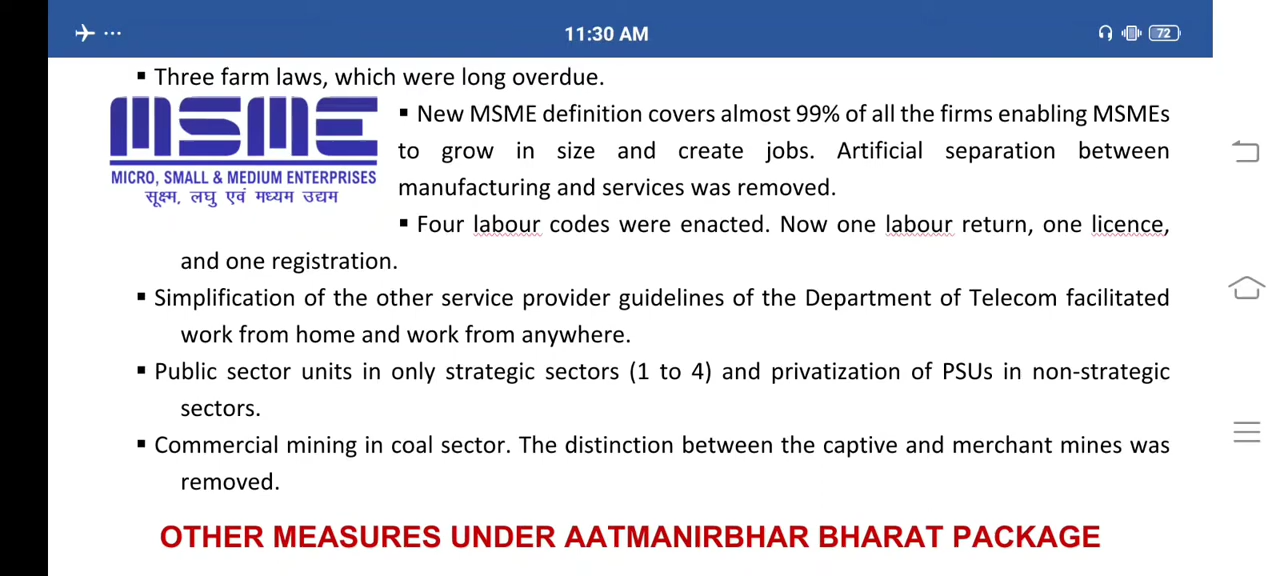 11:30 AM
72
▪ Three farm laws, which were long overdue.
MSME
MICRO, SMALL & MEDIUM ENTERPRISES
सूक्ष्म, लघु एवं मध्यम उद्यम
▪ New MSME definition covers almost 99% of all the firms enabling MSMEs
to grow in size and create jobs. Artificial separation between
manufacturing and services was removed.
▪ Four labour codes were enacted. Now one labour return, one licence,
and one registration.
▪ Simplification of the other service provider guidelines of the Department of Telecom facilitated
work from home and work from anywhere.
▪ Public sector units in only strategic sectors (1 to 4) and privatization of PSUs in non-strategic
sectors.
▪ Commercial mining in coal sector. The distinction between the captive and merchant mines was
removed.
OTHER MEASURES UNDER AATMANIRBHAR BHARAT PACKAGE